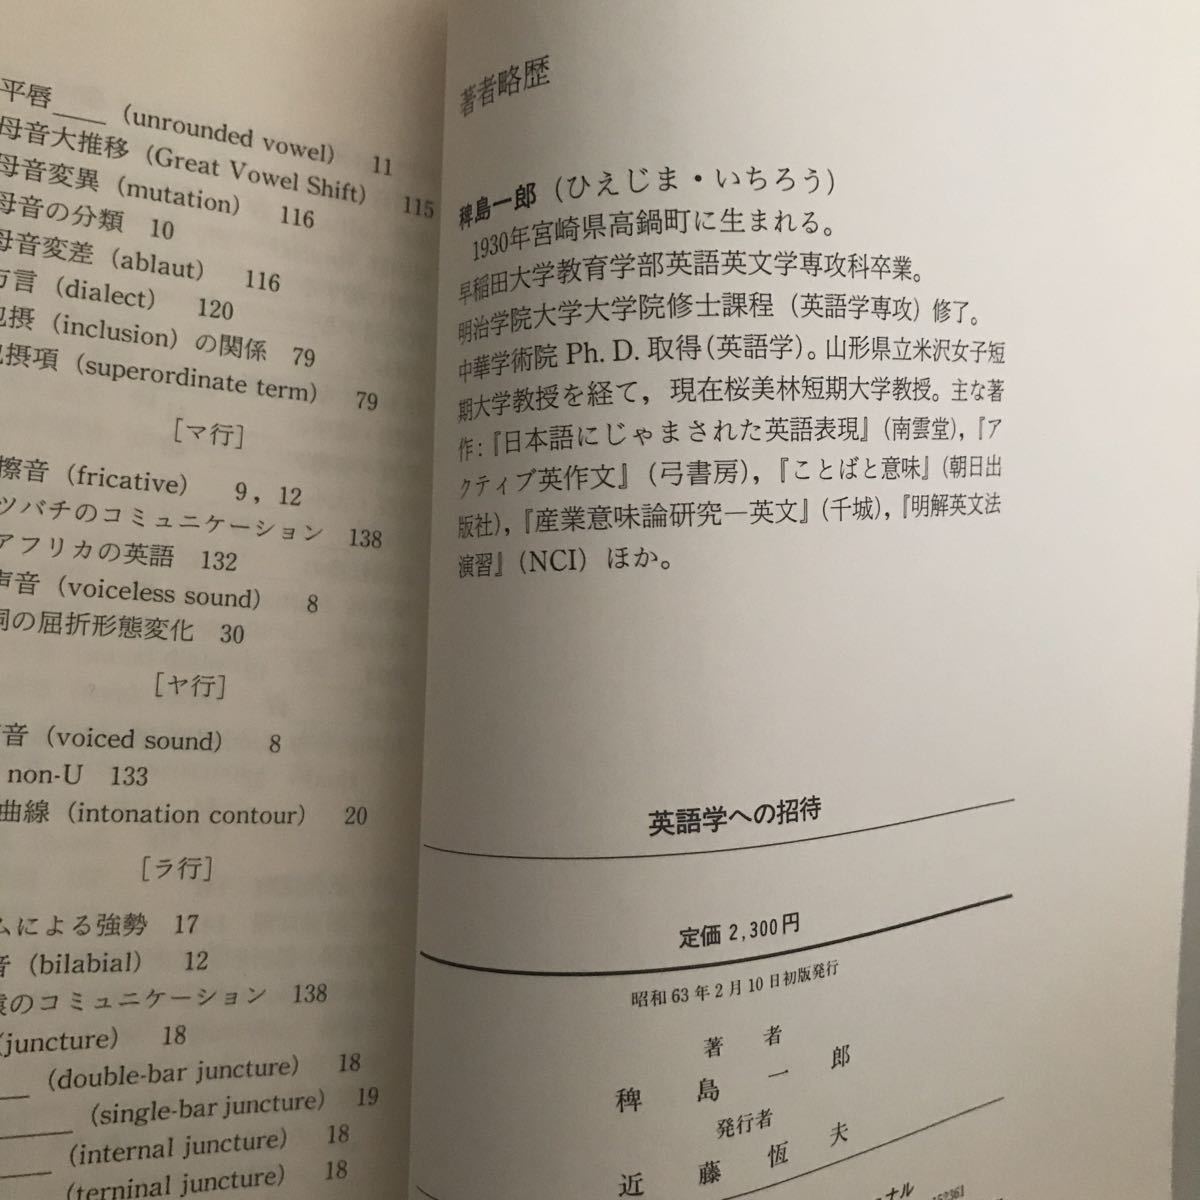 平唇____ (unrounded vowel) 11
母音大推移 (Great Vowel Shift) 115
母音変異 (mutation) 116
母音の分類 10
母音変差 (ablaut) 116
方言 (dialect) 120
包摂 (inclusion) の関係 79
包摂項 (superordinate term) 79
[マ行]
擦音 (fricative) 9, 12
ツバチのコミュニケーション 138
アフリカの英語 132
声音 (voiceless sound) 8
詞の屈折形態変化 30
[ヤ行]
音 (voiced sound) 8
non-U 133
曲線 (intonation contour) 20
[ラ行]
ムによる強勢 17
音 (bilabial) 12
のコミュニケーション 138
(juncture) 18
____ (double-bar juncture) 18
____ (single-bar juncture) 19
____ (internal juncture) 18
____ (terninal juncture) 18
著者略歴
稗島一郎 (ひえじま・いちろう)
1930年宮崎県高鍋町に生まれる。
早稲田大学教育学部英語英文学専攻科卒業。
明治学院大学大学院修士課程 (英語学専攻) 修了。
中華学術院 Ph. D. 取得 (英語学)。山形県立米沢女子短
期大学教授を経て，現在桜美林短期大学教授。主な著
作：『日本語にじゃまされた英語表現』(南雲堂)，『ア
クティブ英作文』(弓書房)，『ことばと意味』(朝日出
版社)，『産業意味論研究―英文』(千城)，『明解英文法
演習』(NCI) ほか。
英語学への招待
定価 2,300円
昭和63年2月10日初版発行
著者
稗島一郎
発行者
近藤恆夫
ナル